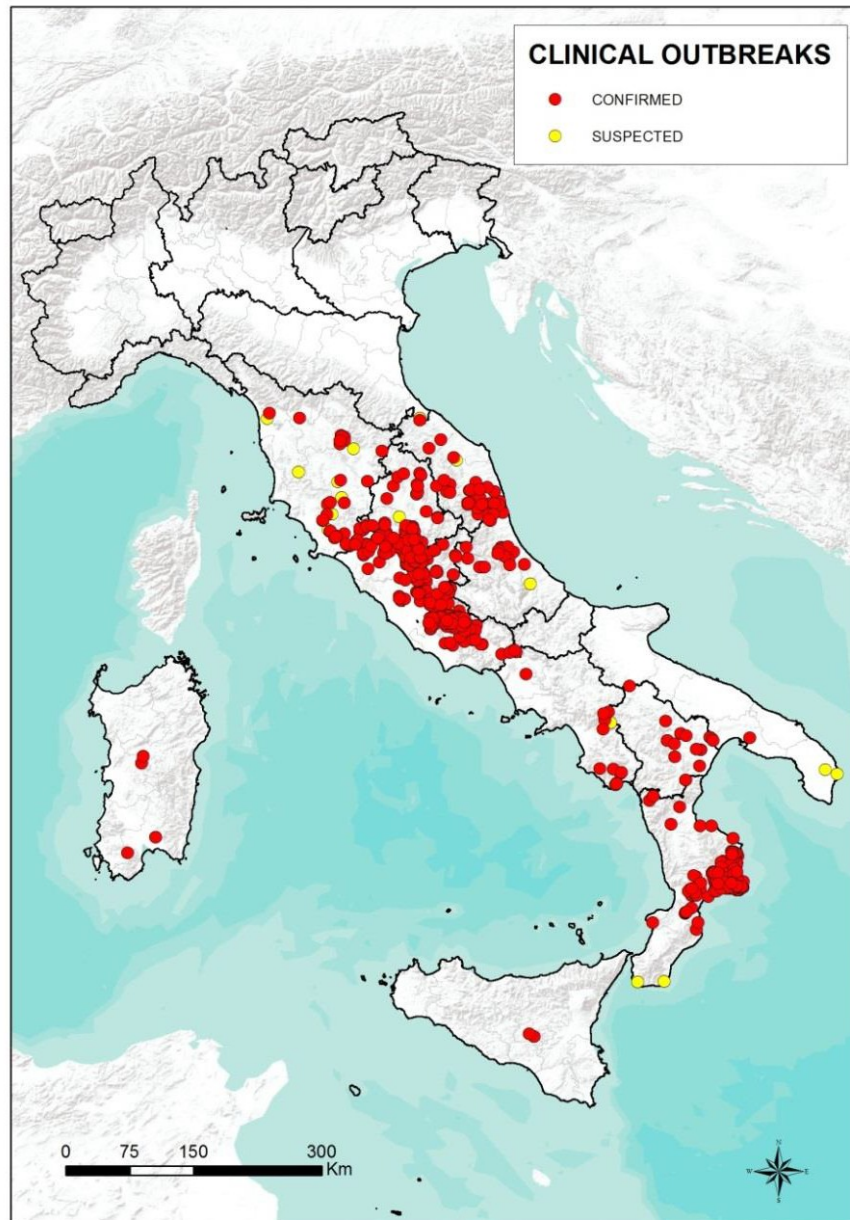 CLINICAL OUTBREAKS
CONFIRMED
SUSPECTED
0 75 150 300
Km
N
W E
S